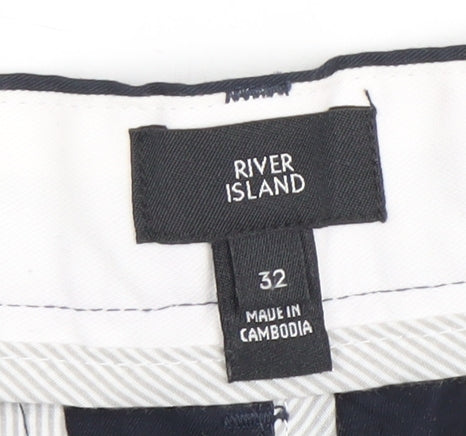 RIVER
ISLAND
32
MADE IN
CAMBODIA